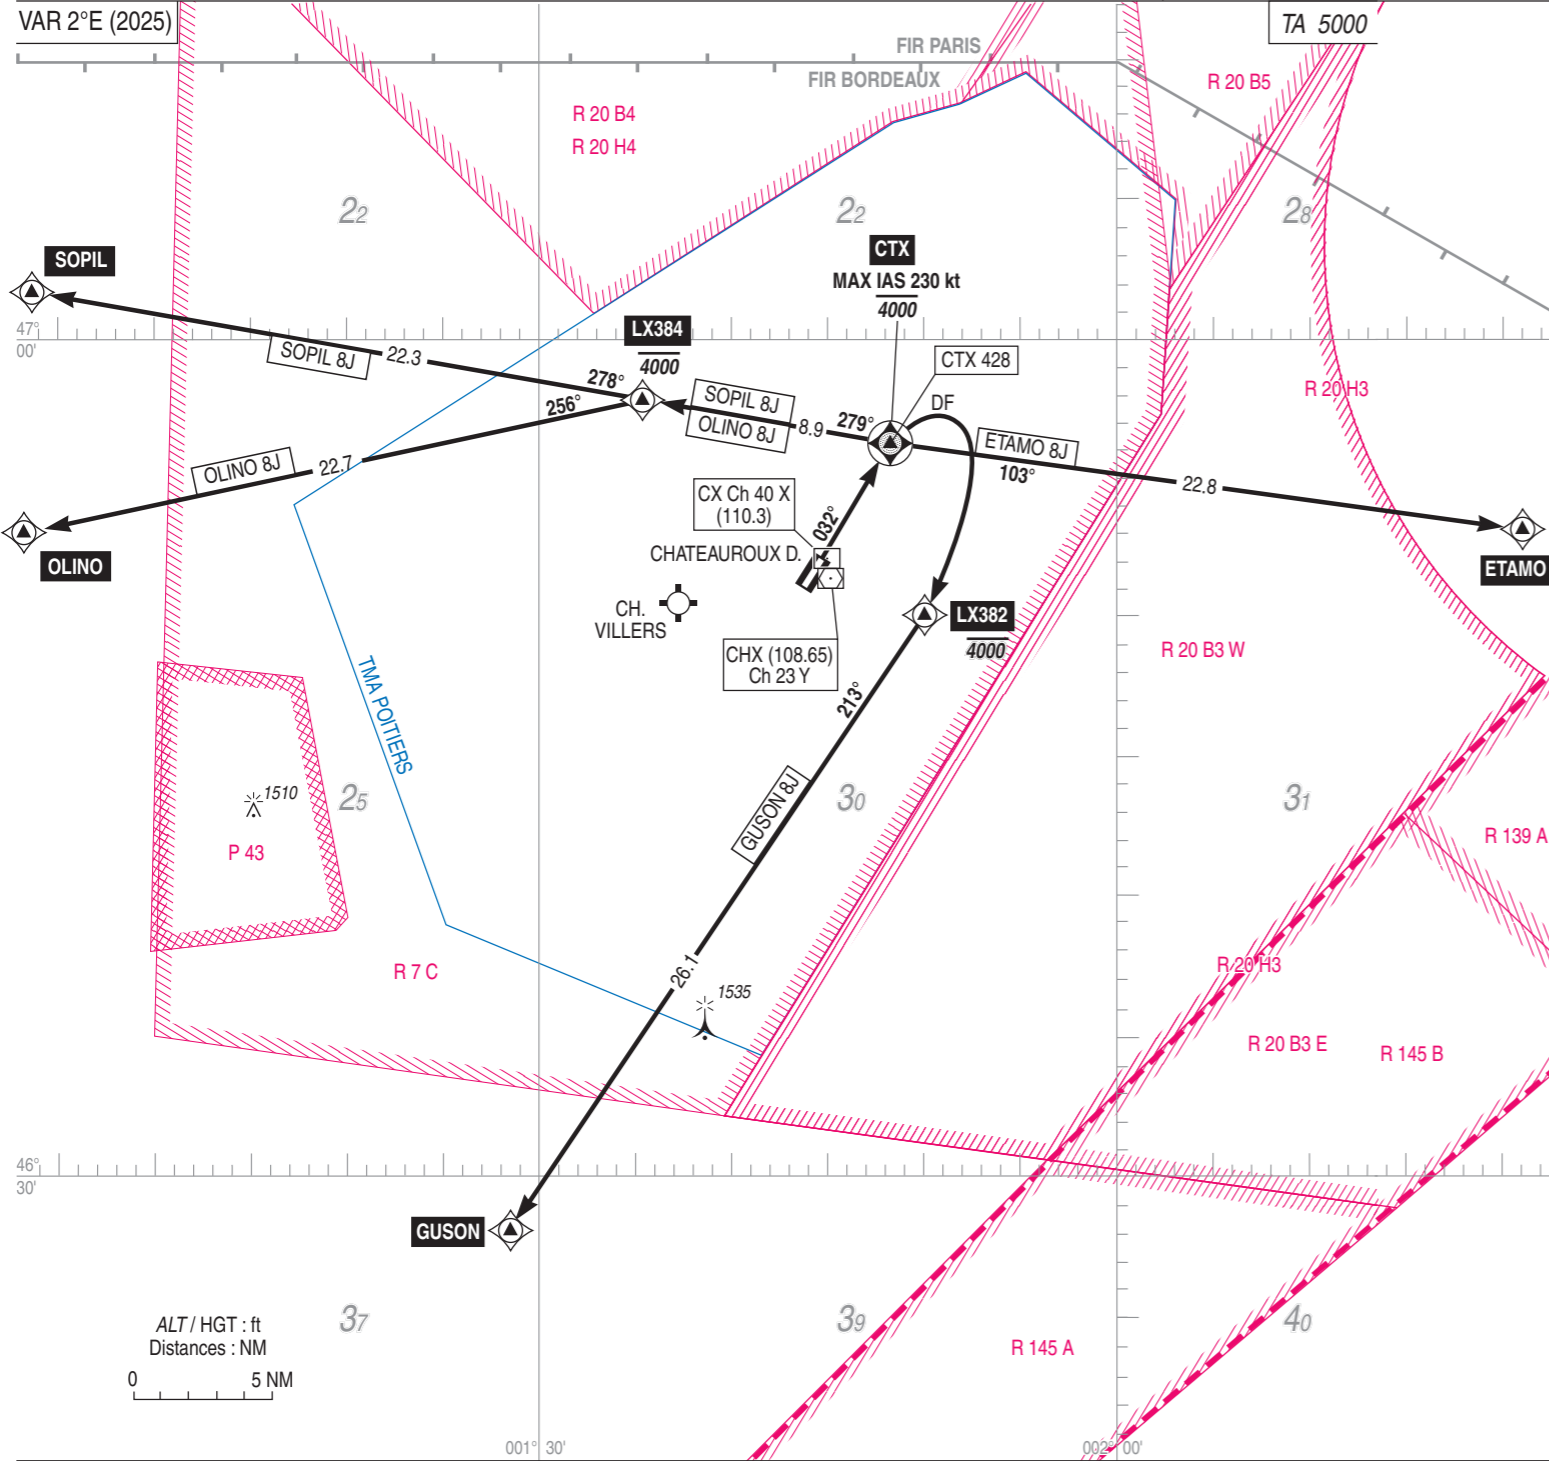 VAR 2°E (2025)
TA 5000
FIR PARIS
FIR BORDEAUX
R 20 B5
R 20 B4
R 20 H4
22
22
28
SOPIL
CTX
MAX IAS 230 kt
4000
47°
00'
LX384
4000
SOPIL 8J
22.3
278°
256°
CTX 428
R 20 H3
SOPIL 8J
OLINO 8J
8.9
279°
DF
ETAMO 8J
103°
22.8
OLINO 8J
22.7
CX Ch 40 X
(110.3)
032°
CHATEAUROUX D.
OLINO
ETAMO
CH.
VILLERS
LX382
4000
CHX (108.65)
Ch 23 Y
R 20 B3 W
213°
TMA POITIERS
1510
25
30
31
P 43
GUSON 8J
R 139 A
R 7 C
26.1
R 20 H3
1535
R 20 B3 E
R 145 B
46°
30'
GUSON
37
39
40
ALT / HGT : ft
Distances : NM
0 5 NM
R 145 A
001° 30'
002° 00'